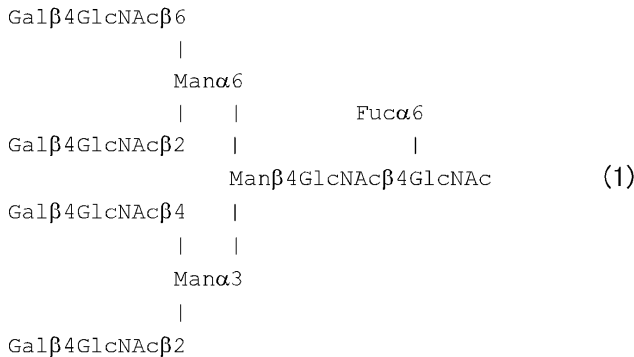 Galβ4GlcNAcβ6
|
Manα6
| | Fucα6
Galβ4GlcNAcβ2 | |
Manβ4GlcNAcβ4GlcNAc (1)
Galβ4GlcNAcβ4 |
| |
Manα3
|
Galβ4GlcNAcβ2